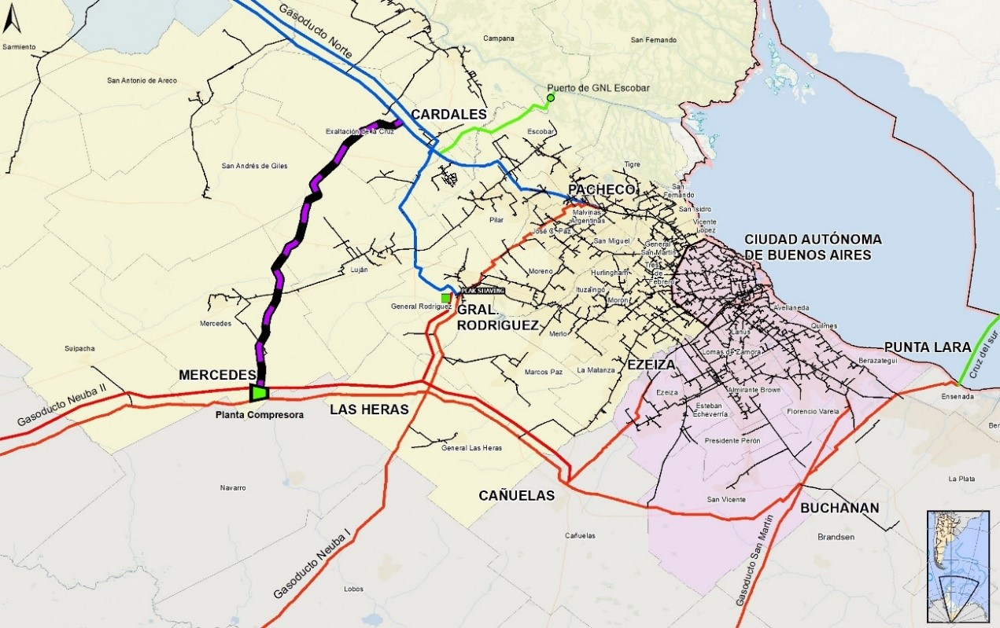 Gasoducto Norte
Campana
San Fernando
Sarmiento
San Antonio de Areco
Puerto de GNL Escobar
CARDALES
Exaltación de la Cruz
Escobar
San Andrés de Giles
Tigre
PACHECO
San
Fernando
San Isidro
Malvinas
Argentinas
Pilar
Vicente
López
José C. Paz
San Miguel
General
San Martín
CIUDAD AUTÓNOMA
DE BUENOS AIRES
Luján
Moreno
Hurlingham
Tres
de
Febrero
PEAK SHAVING
Ituzaingo
Morón
General Rodríguez
GRAL.
RODRIGUEZ
Avellaneda
Mercedes
Quilmes
Merlo
Lanús
Suipacha
PUNTA LARA
Lomas de Zamora
Cruz del sur
Berazategui
EZEIZA
Marcos Paz
La Matanza
MERCEDES
Gasoducto Neuba II
Ezeiza
Almirante Brown
Ensenada
Planta Compresora
LAS HERAS
Esteban
Echeverría
Florencio Varela
Ber
Presidente Perón
General Las Heras
La Plata
Navarro
CAÑUELAS
San Vicente
BUCHANAN
Cañuelas
Brandsen
Gasoducto Neuba I
Gasoducto San Martín
Lobos